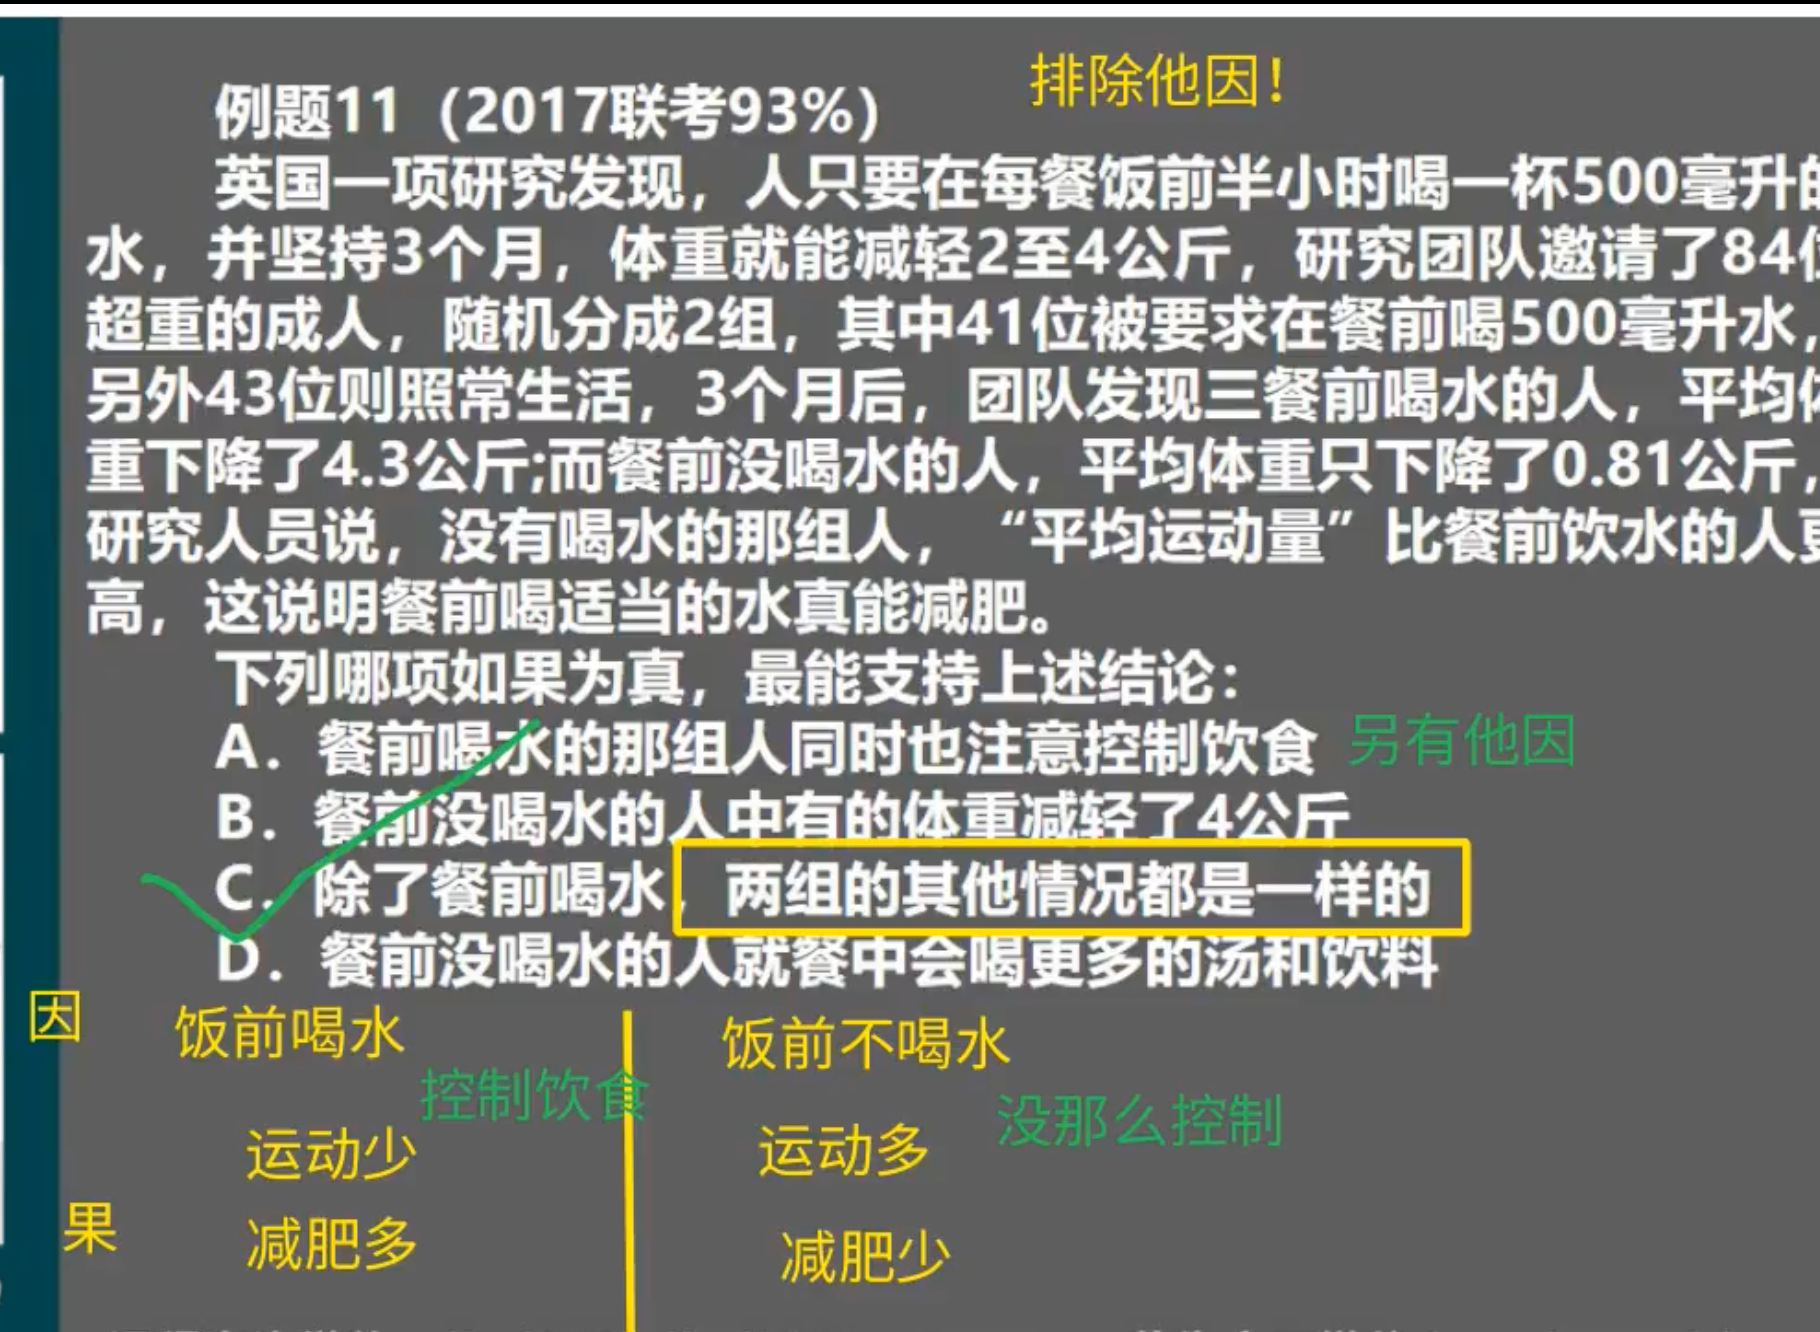 排除他因！
例题11（2017联考93%）
英国一项研究发现，人只要在每餐饭前半小时喝一杯500毫升的
水，并坚持3个月，体重就能减轻2至4公斤，研究团队邀请了84位
超重的成人，随机分成2组，其中41位被要求在餐前喝500毫升水，
另外43位则照常生活，3个月后，团队发现三餐前喝水的人，平均体
重下降了4.3公斤;而餐前没喝水的人，平均体重只下降了0.81公斤，
研究人员说，没有喝水的那组人，“平均运动量”比餐前饮水的人更
高，这说明餐前喝适当的水真能减肥。
下列哪项如果为真，最能支持上述结论：
A. 餐前喝水的那组人同时也注意控制饮食 另有他因
B. 餐前没喝水的人中有的体重减轻了4公斤
C. 除了餐前喝水，两组的其他情况都是一样的
D. 餐前没喝水的人就餐中会喝更多的汤和饮料
因 饭前喝水 饭前不喝水
控制饮食 没那么控制
运动少 运动多
果 减肥多 减肥少